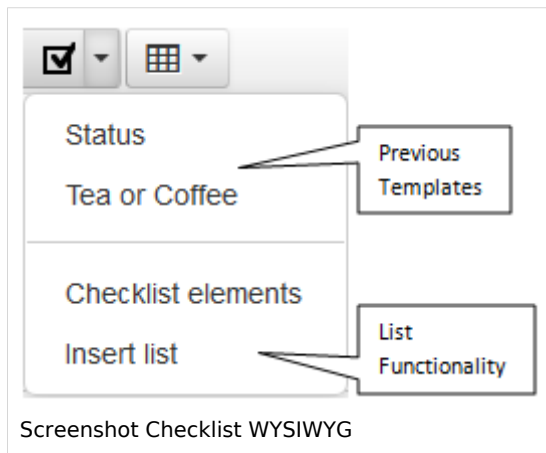 Status
Tea or Coffee
Previous
Templates
Checklist elements
Insert list
List
Functionality
Screenshot Checklist WYSIWYG